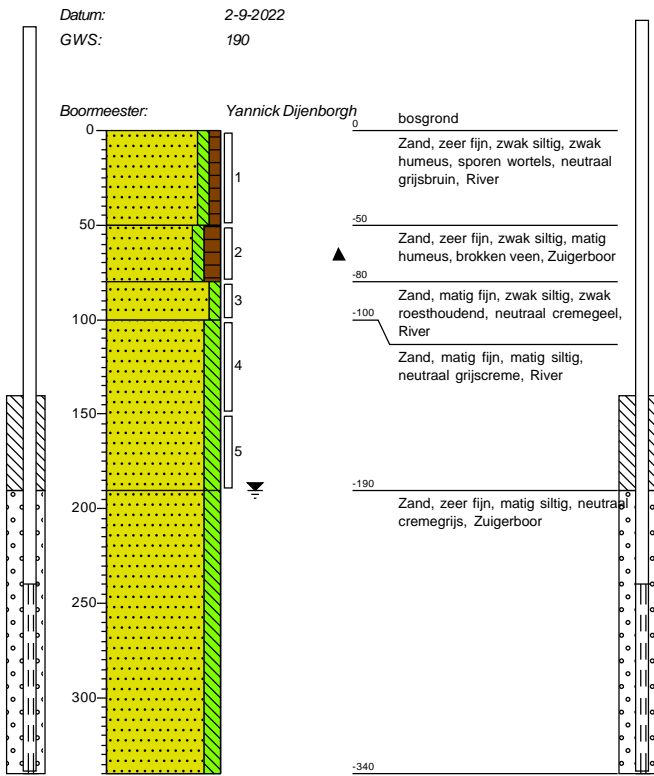 Datum: 2-9-2022
GWS: 190
Boormeester: Yannick Dijenborgh
0
50
100
150
200
250
300
1
2
3
4
5
0 bosgrond
Zand, zeer fijn, zwak siltig, zwak
humeus, sporen wortels, neutraal
grijsbruin, River
-50
Zand, zeer fijn, zwak siltig, matig
humeus, brokken veen, Zuigerboor
-80
Zand, matig fijn, zwak siltig, zwak
roesthoudend, neutraal cremegeel,
River
-100
Zand, matig fijn, matig siltig,
neutraal grijscreme, River
-190
Zand, zeer fijn, matig siltig, neutraal
cremegrijs, Zuigerboor
-340